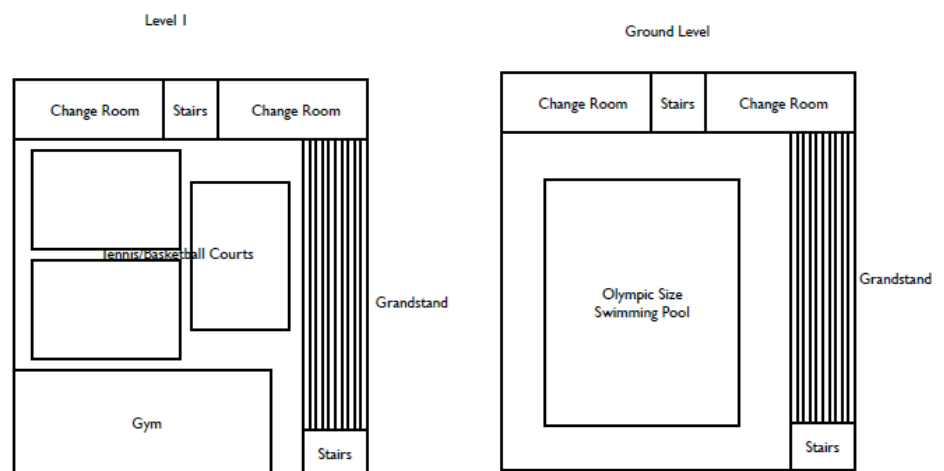 Level 1
Ground Level
Change Room
Stairs
Change Room
Change Room
Stairs
Change Room
Tennis/Basketball Courts
Grandstand
Gym
Stairs
Olympic Size
Swimming Pool
Grandstand
Stairs